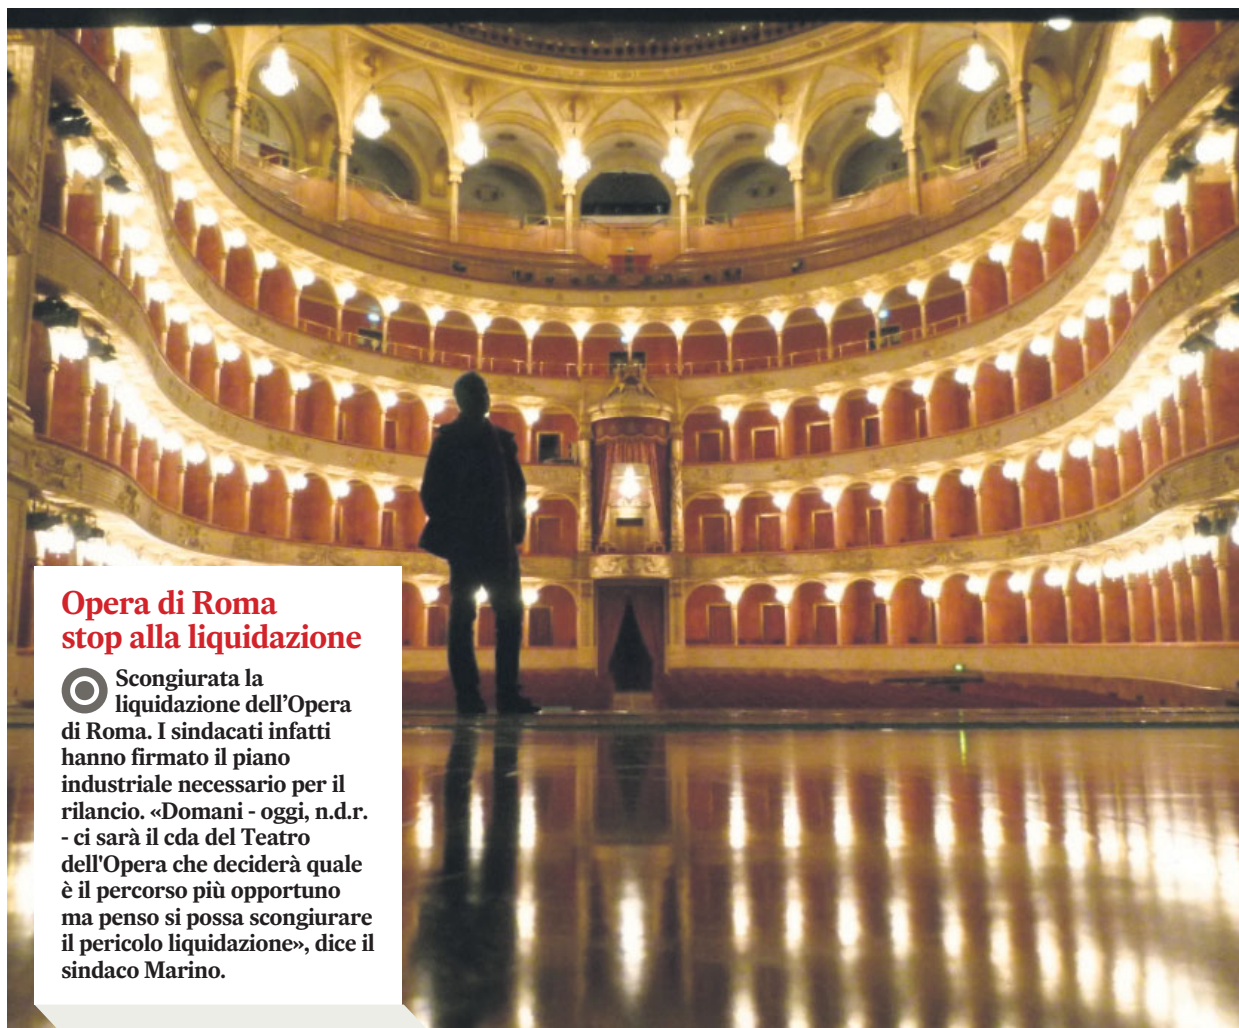 Opera di Roma
stop alla liquidazione
Scongiurata la
liquidazione dell’Opera
di Roma. I sindacati infatti
hanno firmato il piano
industriale necessario per il
rilancio. «Domani - oggi, n.d.r.
- ci sarà il cda del Teatro
dell'Opera che deciderà quale
è il percorso più opportuno
ma penso si possa scongiurare
il pericolo liquidazione», dice il
sindaco Marino.